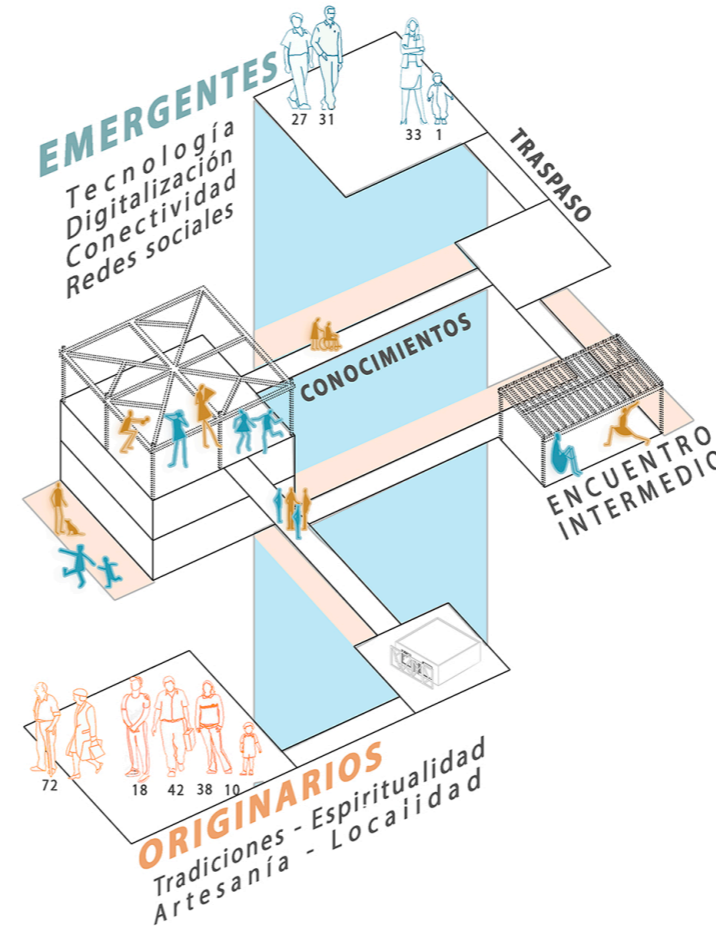 EMERGENTES
Tecnología
Digitalización
Conectividad
Redes sociales
27 31
33 1
TRASPASO
CONOCIMIENTOS
ENCUENTRO
INTERMEDIO
72
18 42 38 10
ORIGINARIOS
Tradiciones - Espiritualidad
Artesanía - Localidad